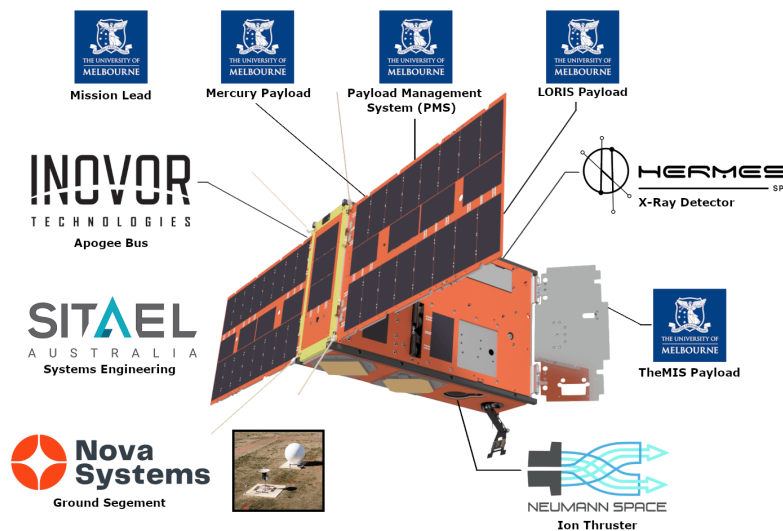 THE UNIVERSITY OF
MELBOURNE
Mission Lead
THE UNIVERSITY OF
MELBOURNE
Mercury Payload
THE UNIVERSITY OF
MELBOURNE
Payload Management
System (PMS)
THE UNIVERSITY OF
MELBOURNE
LORIS Payload
INOVOR
TECHNOLOGIES
Apogee Bus
HERMES
SP
X-Ray Detector
SITAEL
AUSTRALIA
Systems Engineering
THE UNIVERSITY OF
MELBOURNE
TheMIS Payload
Nova
Systems
Ground Segement
NEUMANN SPACE
Ion Thruster